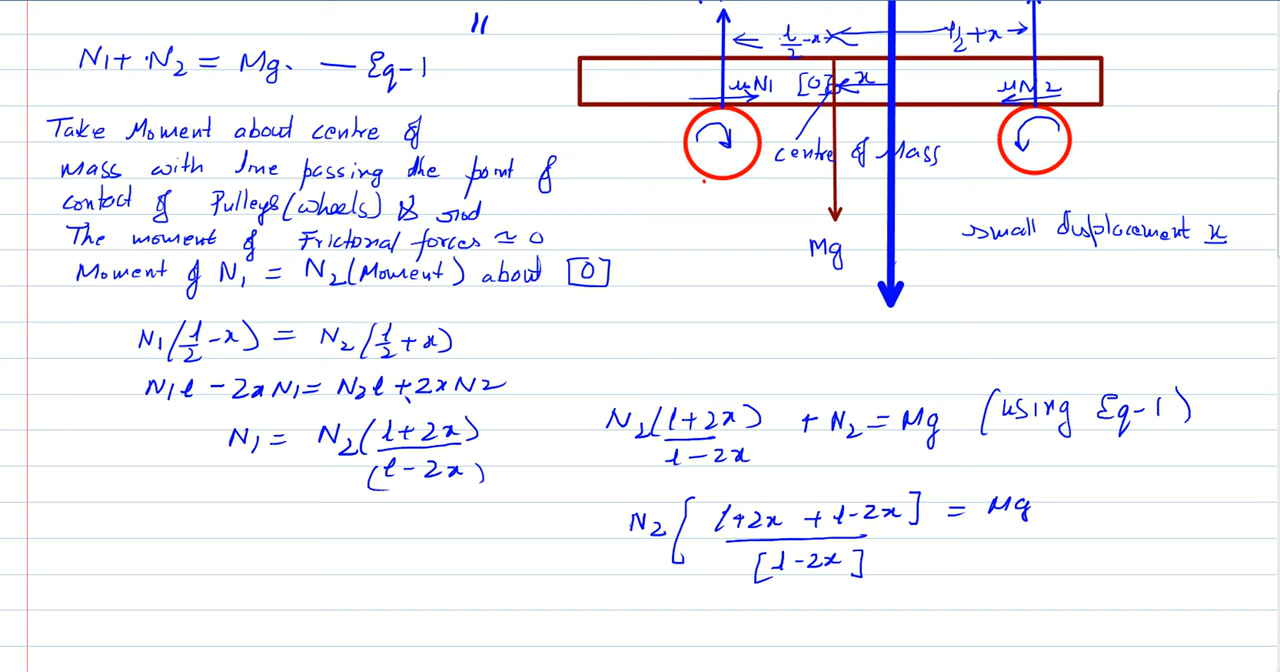 "
N1 + N2 = Mg. — Eq-1
Take Moment about centre of
mass with line passing the point of
contact of Pulleys (wheels) & rod
The moment of Frictional forces ≈ 0
Moment of N1 = N2 (Moment) about [0]
N1(l/2 - x) = N2(l/2 + x)
N1l - 2xN1 = N2l + 2xN2
N1 = N2(l+2x)/(l-2x)
l/2 - x
l/2 + x
μN1 [0] x μN2
centre of Mass
Mg
small displacement x
N2(l+2x)/l-2x + N2 = Mg (using Eq-1)
N2[l+2x + l-2x]/[l-2x] = Mg